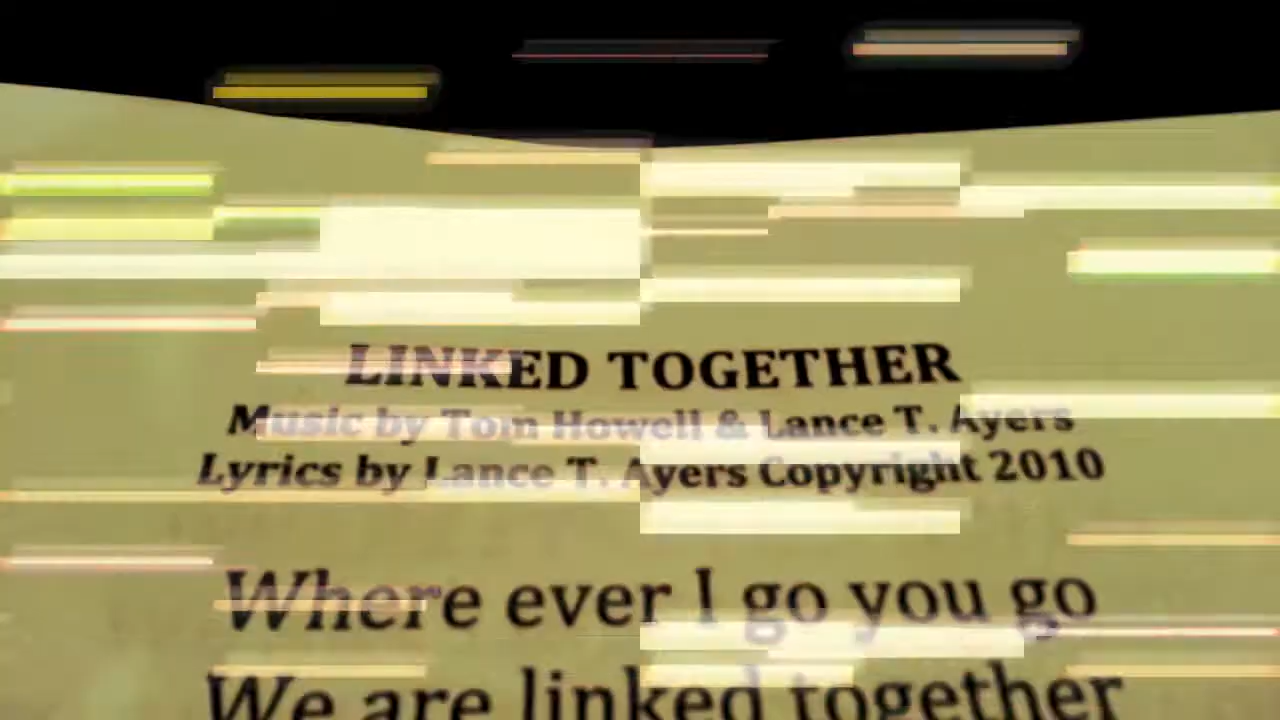 LINKED TOGETHER
Music by Tom Howell & Lance T. Ayers
Lyrics by Lance T. Ayers Copyright 2010
Where ever I go you go
We are linked together